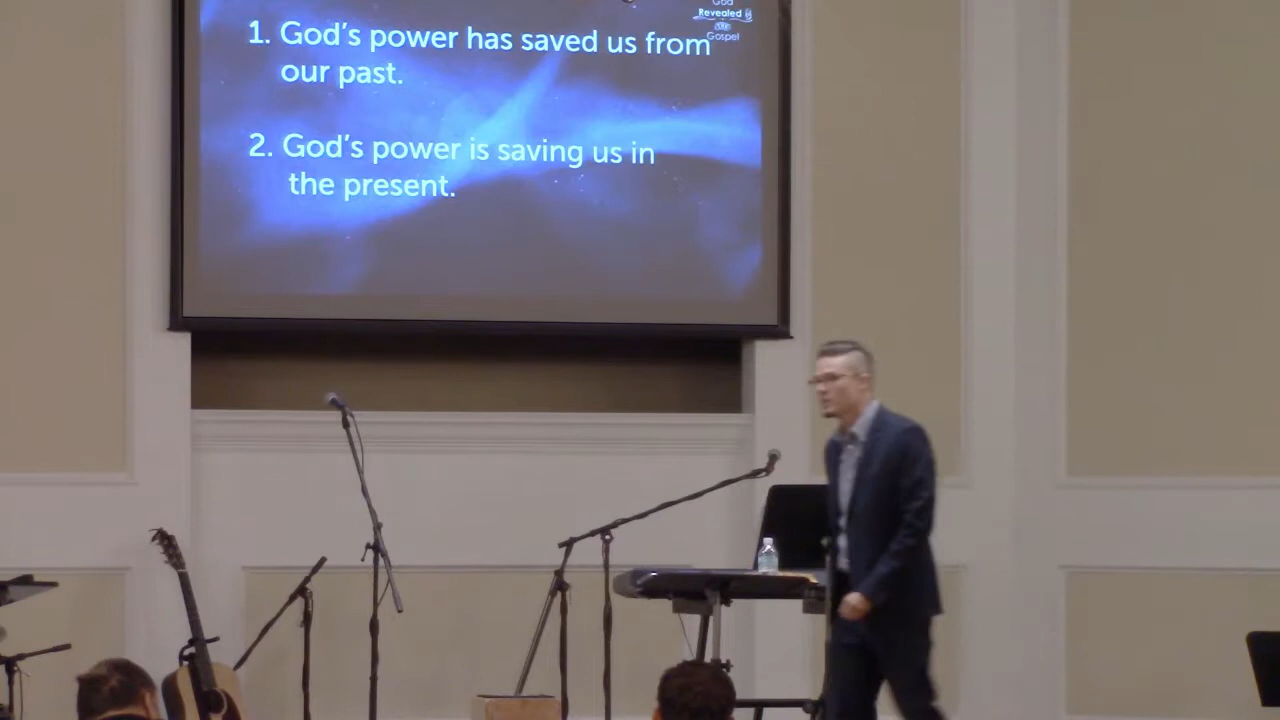 God
Revealed
Gospel
1. God's power has saved us from
our past.
2. God's power is saving us in
the present.